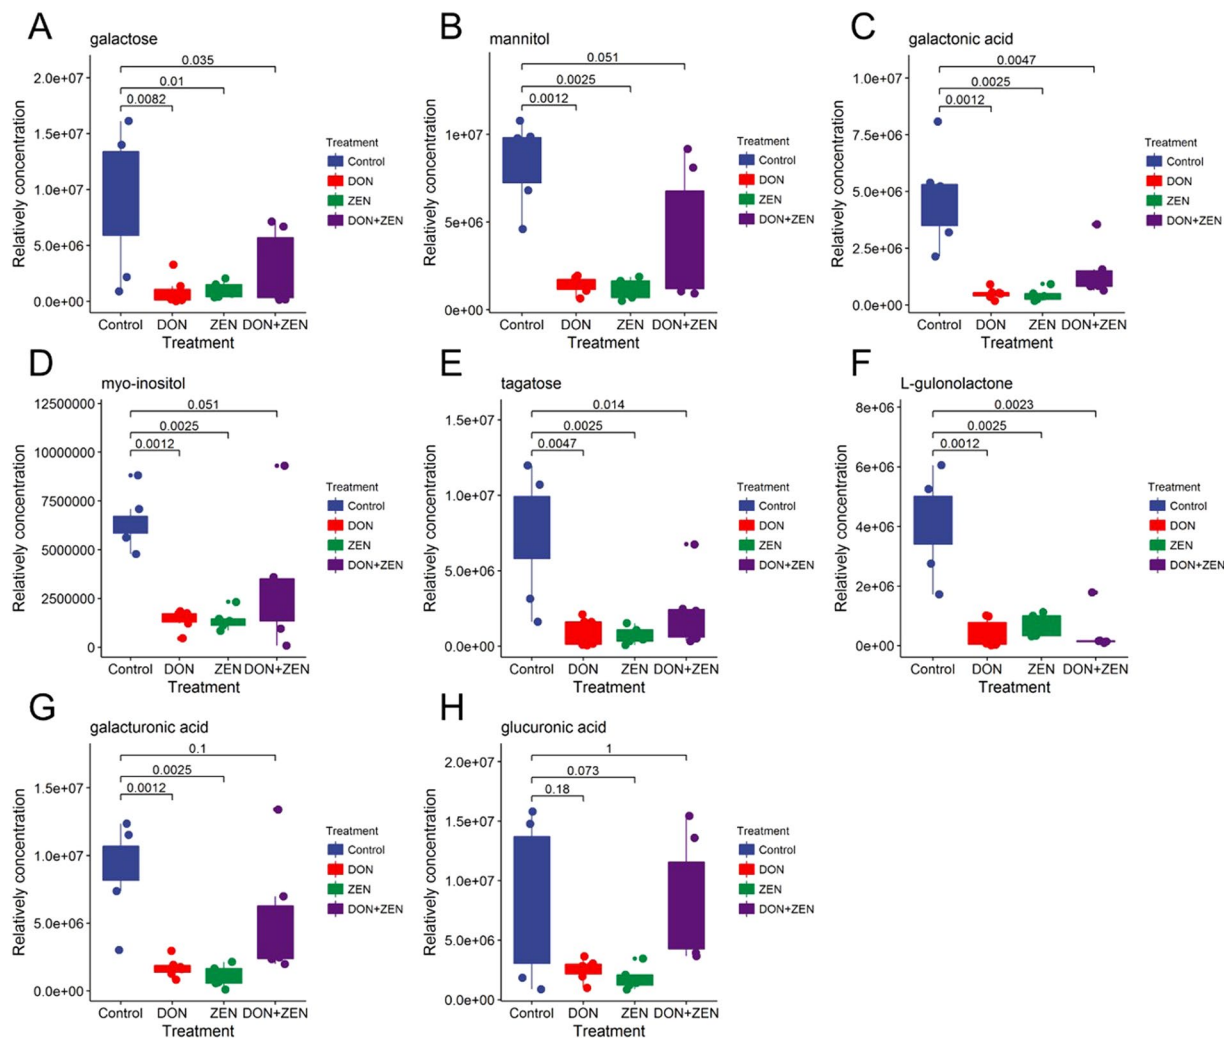 A
galactose
Relatively concentration
2.0e+07
1.5e+07
1.0e+07
5.0e+06
0.0e+00
0.035
0.01
0.0082
Control DON ZEN DON+ZEN
Treatment
Treatment
Control
DON
ZEN
DON+ZEN
B
mannitol
Relatively concentration
1e+07
5e+06
0e+00
0.051
0.0025
0.0012
Control DON ZEN DON+ZEN
Treatment
Treatment
Control
DON
ZEN
DON+ZEN
C
galactonic acid
Relatively concentration
1.0e+07
7.5e+06
5.0e+06
2.5e+06
0.0e+00
0.0047
0.0025
0.0012
Control DON ZEN DON+ZEN
Treatment
Treatment
Control
DON
ZEN
DON+ZEN
D
myo-inositol
Relatively concentration
12500000
10000000
7500000
5000000
2500000
0
0.051
0.0025
0.0012
Control DON ZEN DON+ZEN
Treatment
Treatment
Control
DON
ZEN
DON+ZEN
E
tagatose
Relatively concentration
1.5e+07
1.0e+07
5.0e+06
0.0e+00
0.014
0.0025
0.0047
Control DON ZEN DON+ZEN
Treatment
Treatment
Control
DON
ZEN
DON+ZEN
F
L-gulonolactone
Relatively concentration
8e+06
6e+06
4e+06
2e+06
0e+00
0.0023
0.0025
0.0012
Control DON ZEN DON+ZEN
Treatment
Treatment
Control
DON
ZEN
DON+ZEN
G
galacturonic acid
Relatively concentration
1.5e+07
1.0e+07
5.0e+06
0.0e+00
0.1
0.0025
0.0012
Control DON ZEN DON+ZEN
Treatment
Treatment
Control
DON
ZEN
DON+ZEN
H
glucuronic acid
Relatively concentration
2.0e+07
1.5e+07
1.0e+07
5.0e+06
0.0e+00
1
0.073
0.18
Control DON ZEN DON+ZEN
Treatment
Treatment
Control
DON
ZEN
DON+ZEN